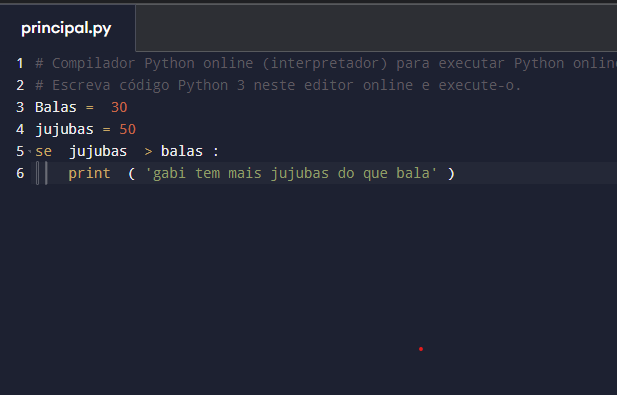 principal.py
1 # Compilador Python online (interpretador) para executar Python online
2 # Escreva código Python 3 neste editor online e execute-o.
3 Balas = 30
4 jujubas = 50
5 se jujubas > balas :
6 print ( 'gabi tem mais jujubas do que bala' )